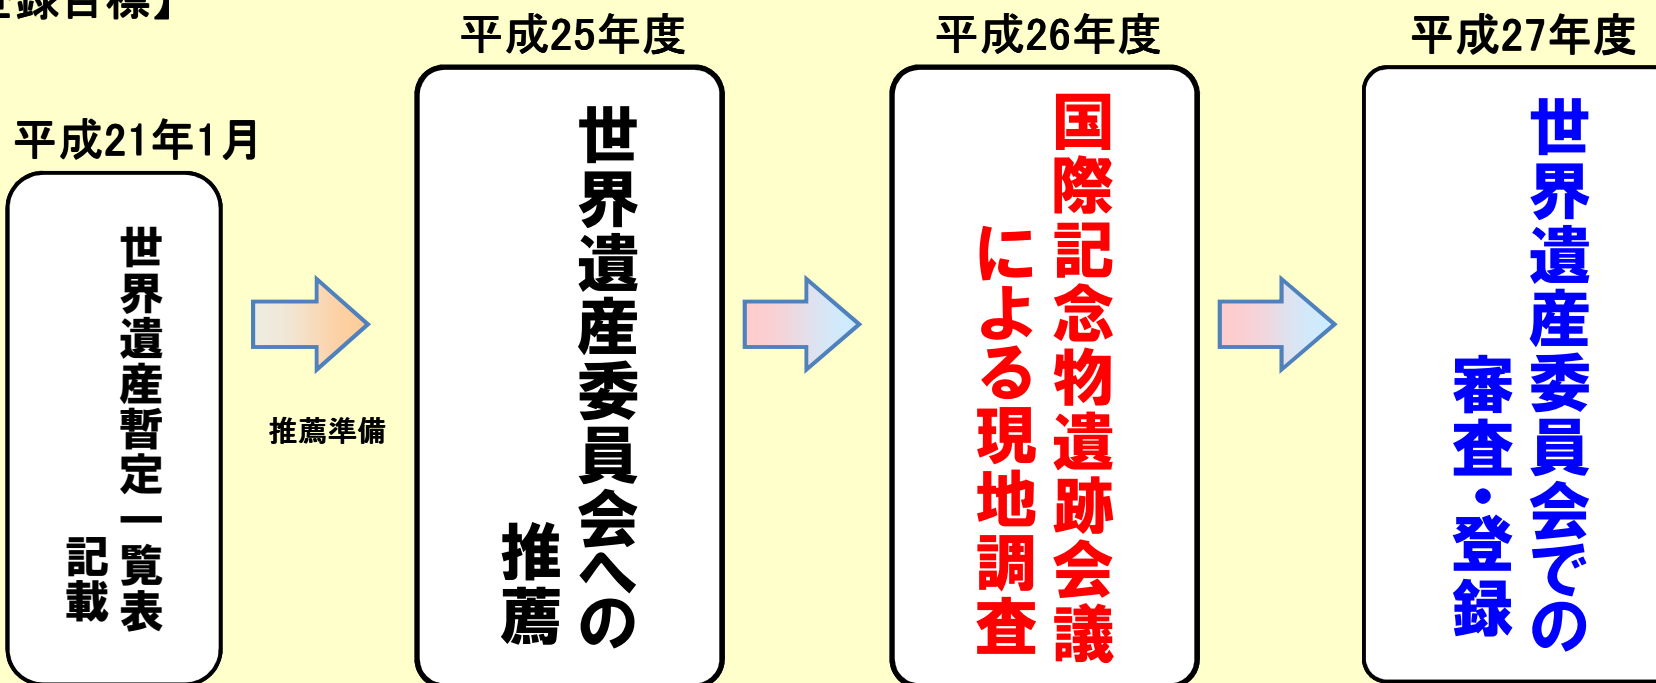 登録目標】
平成21年1月
世界遺産暫定一覧表
記載
推薦準備
平成25年度
世界遺産委員会への
推薦
平成26年度
国際記念物遺跡会議
による現地調査
平成27年度
世界遺産委員会での
審査・登録